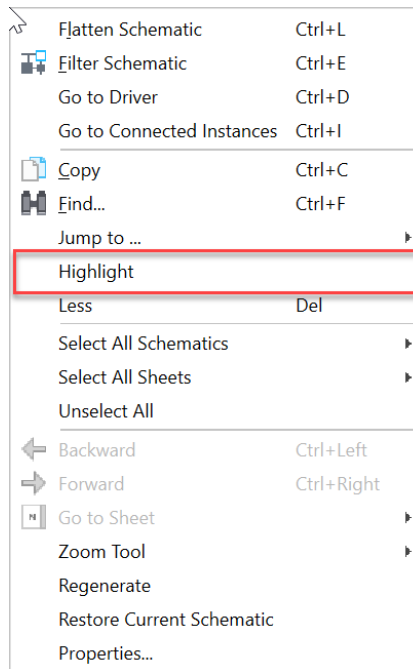 Flatten Schematic Ctrl+L
Filter Schematic Ctrl+E
Go to Driver Ctrl+D
Go to Connected Instances Ctrl+I
Copy Ctrl+C
Find... Ctrl+F
Jump to ...
Highlight
Less Del
Select All Schematics
Select All Sheets
Unselect All
Backward Ctrl+Left
Forward Ctrl+Right
N Go to Sheet
Zoom Tool
Regenerate
Restore Current Schematic
Properties...